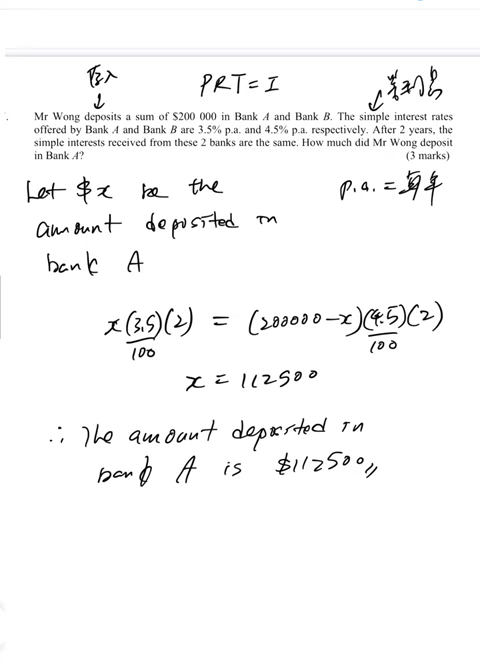 存入
PRT = I
單利息
Mr Wong deposits a sum of $200 000 in Bank A and Bank B. The simple interest rates
offered by Bank A and Bank B are 3.5% p.a. and 4.5% p.a. respectively. After 2 years, the
simple interests received from these 2 banks are the same. How much did Mr Wong deposit
in Bank A?
(3 marks)
Let $x be the
p.a. = 每年
amount deposited in
bank A
x(3.5)(2)/100 = (200000-x)(4.5)(2)/100
x = 112500
∴ The amount deposited in
bank A is $112500,,